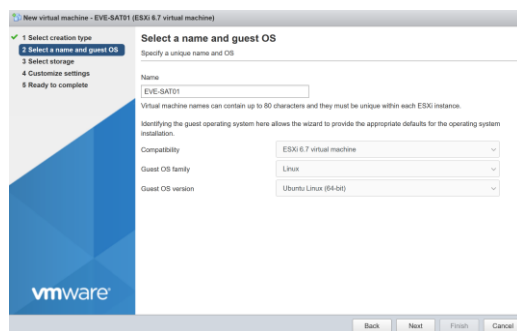 New virtual machine - EVE-SAT01 (ESXi 6.7 virtual machine)
1 Select creation type
2 Select a name and guest OS
3 Select storage
4 Customize settings
5 Ready to complete
Select a name and guest OS
Specify a unique name and OS
Name
EVE-SAT01
Virtual machine names can contain up to 80 characters and they must be unique within each ESXi instance.
Identifying the guest operating system here allows the wizard to provide the appropriate defaults for the operating system
installation.
Compatibility ESXi 6.7 virtual machine
Guest OS family Linux
Guest OS version Ubuntu Linux (64-bit)
vmware
Back Next Finish Cancel